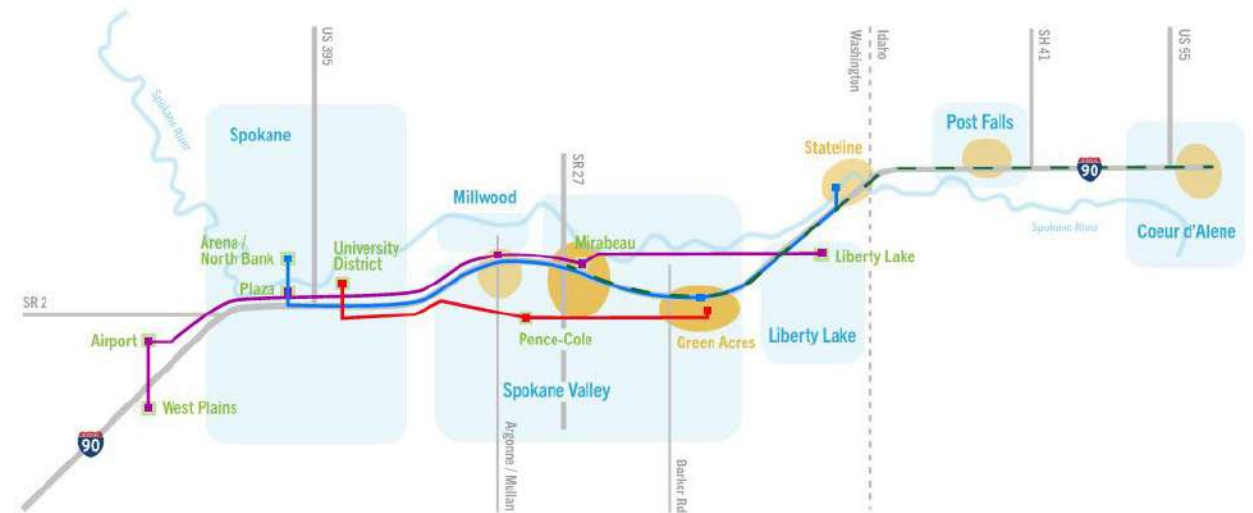 US 395
Spokane River
Spokane
Arena /
North Bank
University
District
Plaza
SR 2
Airport
West Plains
90
Millwood
SR 27
Mirabeau
Pence-Cole
Green Acres
Spokane Valley
Argonne / Mullan
Barker Rd
Liberty Lake
Liberty Lake
Stateline
Washington
Idaho
Post Falls
SH 41
US 95
90
Spokane River
Coeur d'Alene